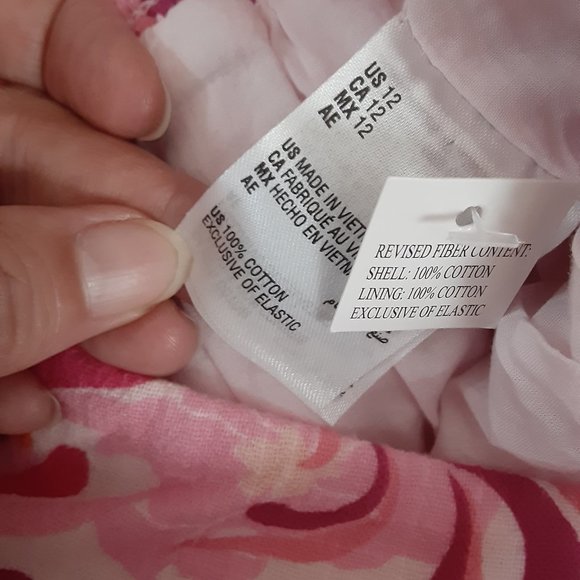 US 12
CA 12
MX 12
AE
US MADE IN VIETN
CA FABRIQUÉ AU VI
MX HECHO EN VIETNA
AE
US 100% COTTON
EXCLUSIVE OF ELASTIC
REVISED FIBER CONTENT:
SHELL: 100% COTTON
LINING: 100% COTTON
EXCLUSIVE OF ELASTIC